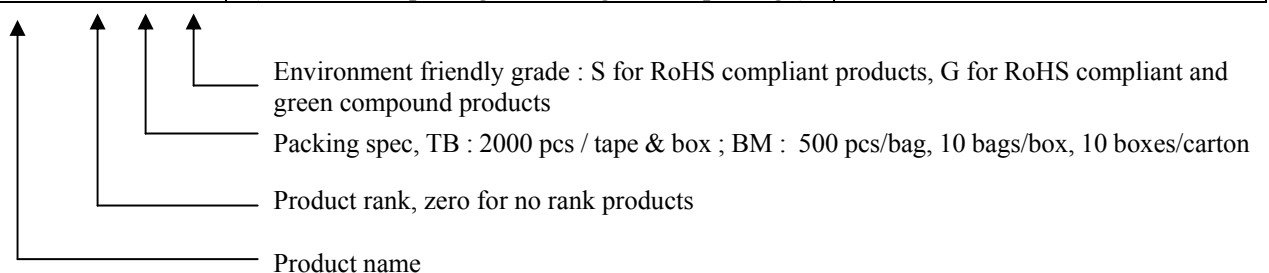 Environment friendly grade : S for RoHS compliant products, G for RoHS compliant and
green compound products
Packing spec, TB : 2000 pcs / tape & box ; BM : 500 pcs/bag, 10 bags/box, 10 boxes/carton
Product rank, zero for no rank products
Product name